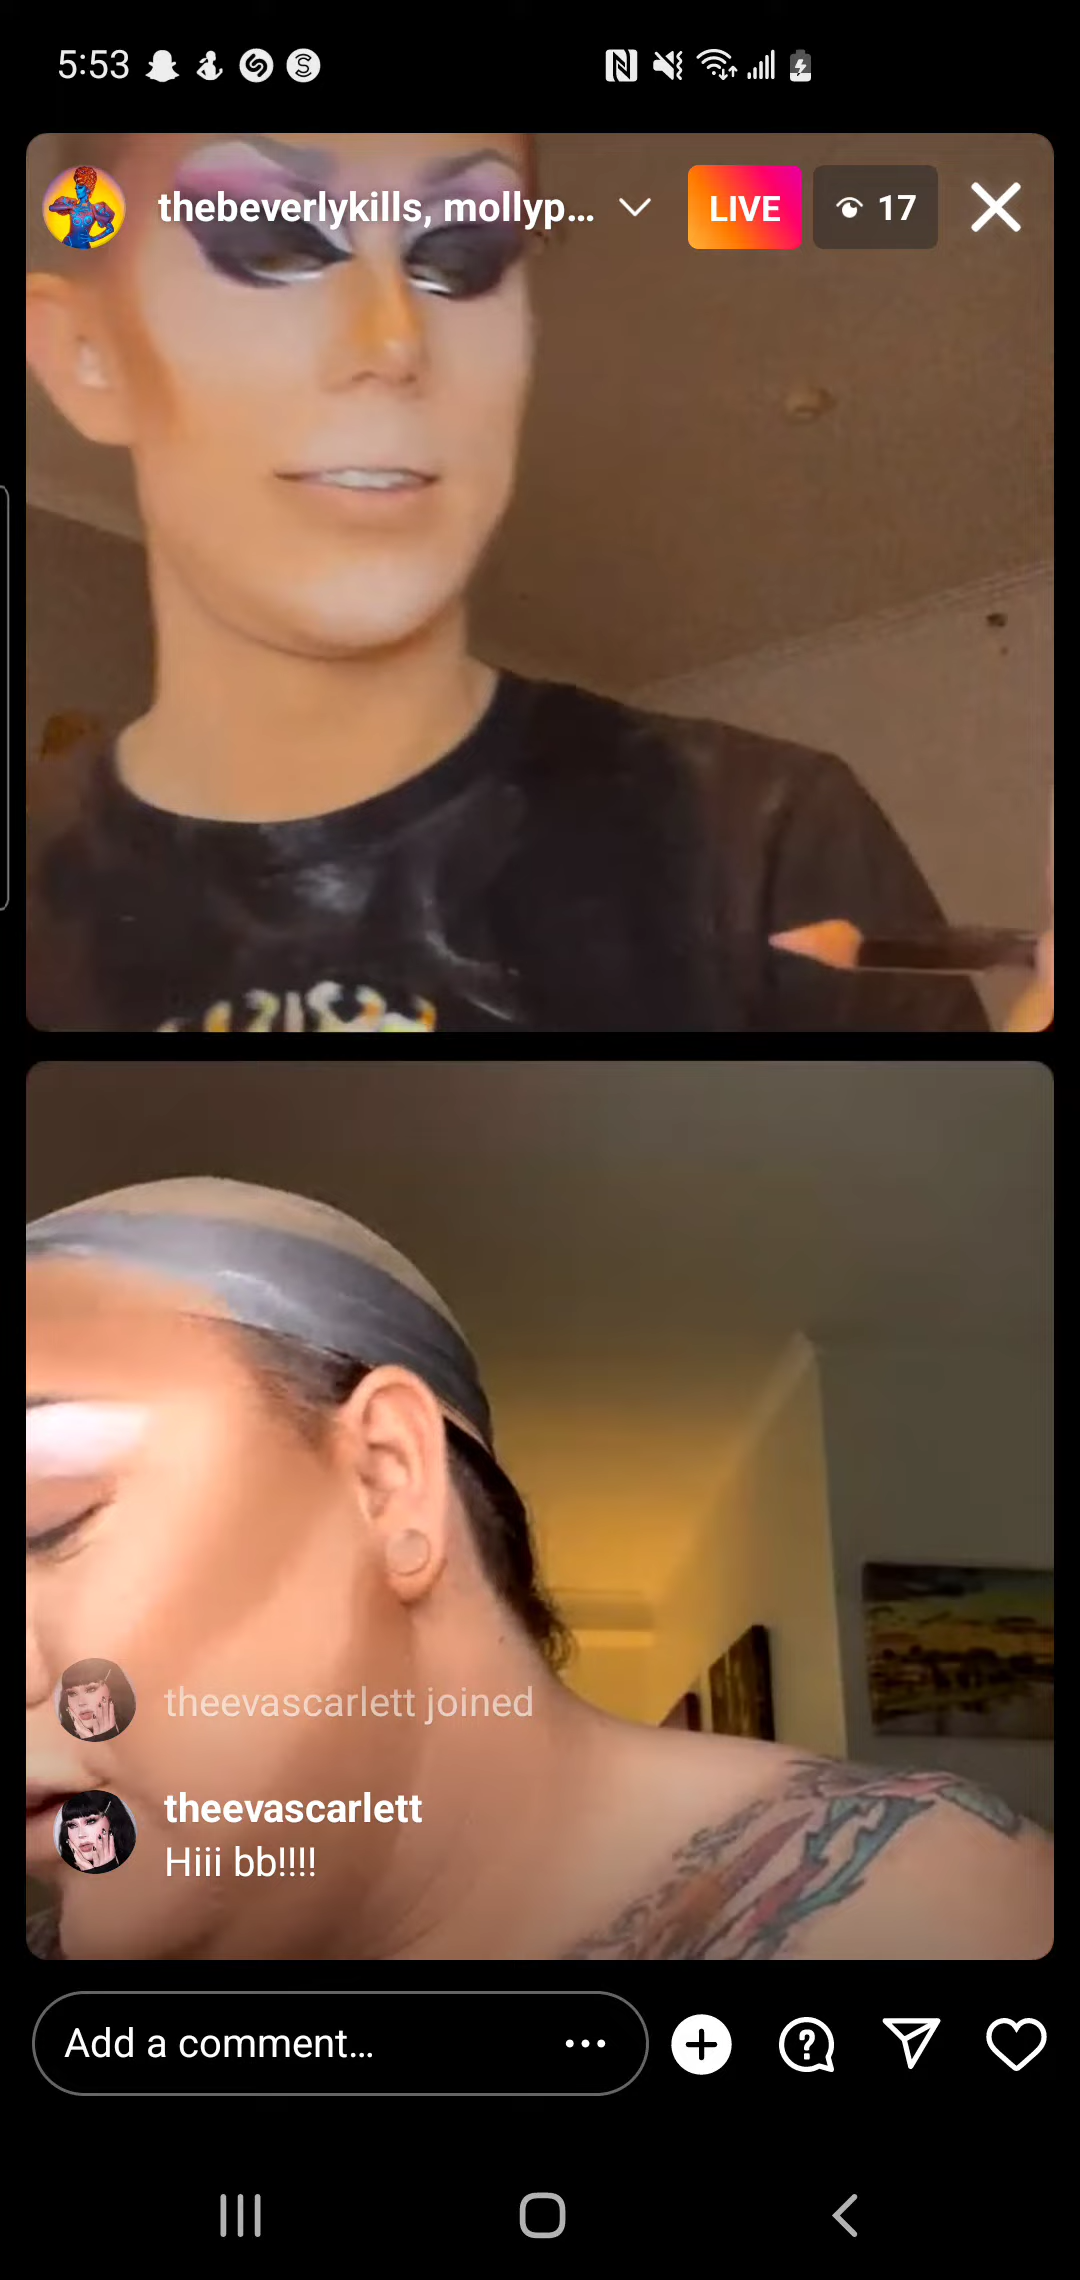 5:53
thebeverlykills, mollyp...
LIVE
17
theevascarlett joined
theevascarlett
Hiii bb!!!!
Add a comment...